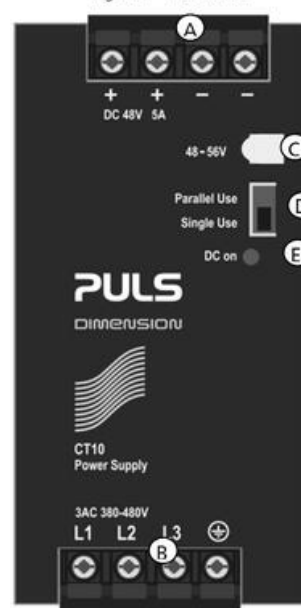 A
+ + − −
DC 48V 5A
48–56V C
Parallel Use
Single Use
D
DC on E
PULS
DIMENSION
CT10
Power Supply
3AC 380-480V
L1 L2 L3
B